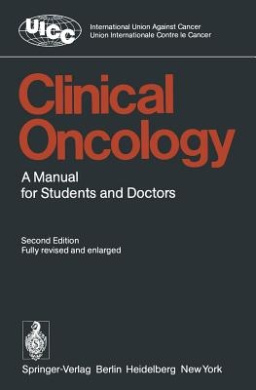 UICC
International Union Against Cancer
Union Internationale Contre le Cancer
Clinical
Oncology
A Manual
for Students and Doctors
Second Edition
Fully revised and enlarged
Springer-Verlag Berlin Heidelberg New York